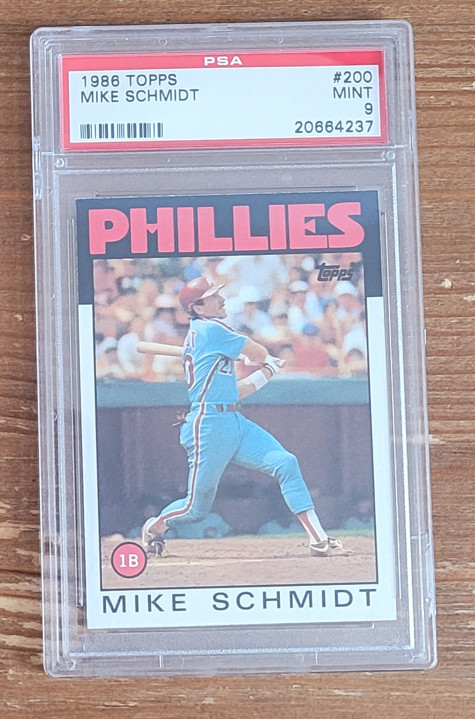 PSA
1986 TOPPS #200
MIKE SCHMIDT MINT
9
20664237
PHILLIES
Topps
1B
MIKE SCHMIDT